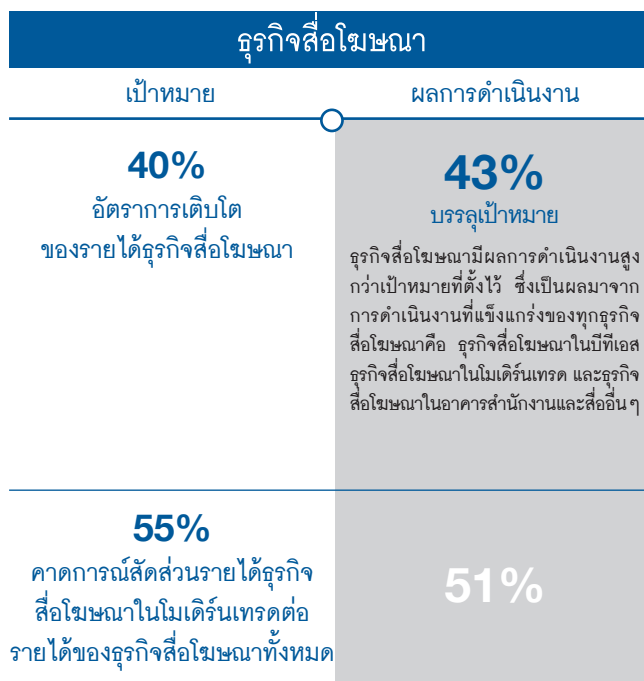 ธุรกิจสื่อโฆษณา
เป้าหมาย
ผลการดำเนินงาน
40%
อัตราการเติบโต
ของรายได้ธุรกิจสื่อโฆษณา
43%
บรรลุเป้าหมาย
ธุรกิจสื่อโฆษณามีผลการดำเนินงานสูง
กว่าเป้าหมายที่ตั้งไว้ ซึ่งเป็นผลมาจาก
การดำเนินงานที่แข็งแกร่งของทุกธุรกิจ
สื่อโฆษณาคือ ธุรกิจสื่อโฆษณาในบีทีเอส
ธุรกิจสื่อโฆษณาในโมเดิร์นเทรด และธุรกิจ
สื่อโฆษณาในอาคารสำนักงานและสื่ออื่นๆ
55%
คาดการณ์สัดส่วนรายได้ธุรกิจ
สื่อโฆษณาในโมเดิร์นเทรดต่อ
รายได้ของธุรกิจสื่อโฆษณาทั้งหมด
51%